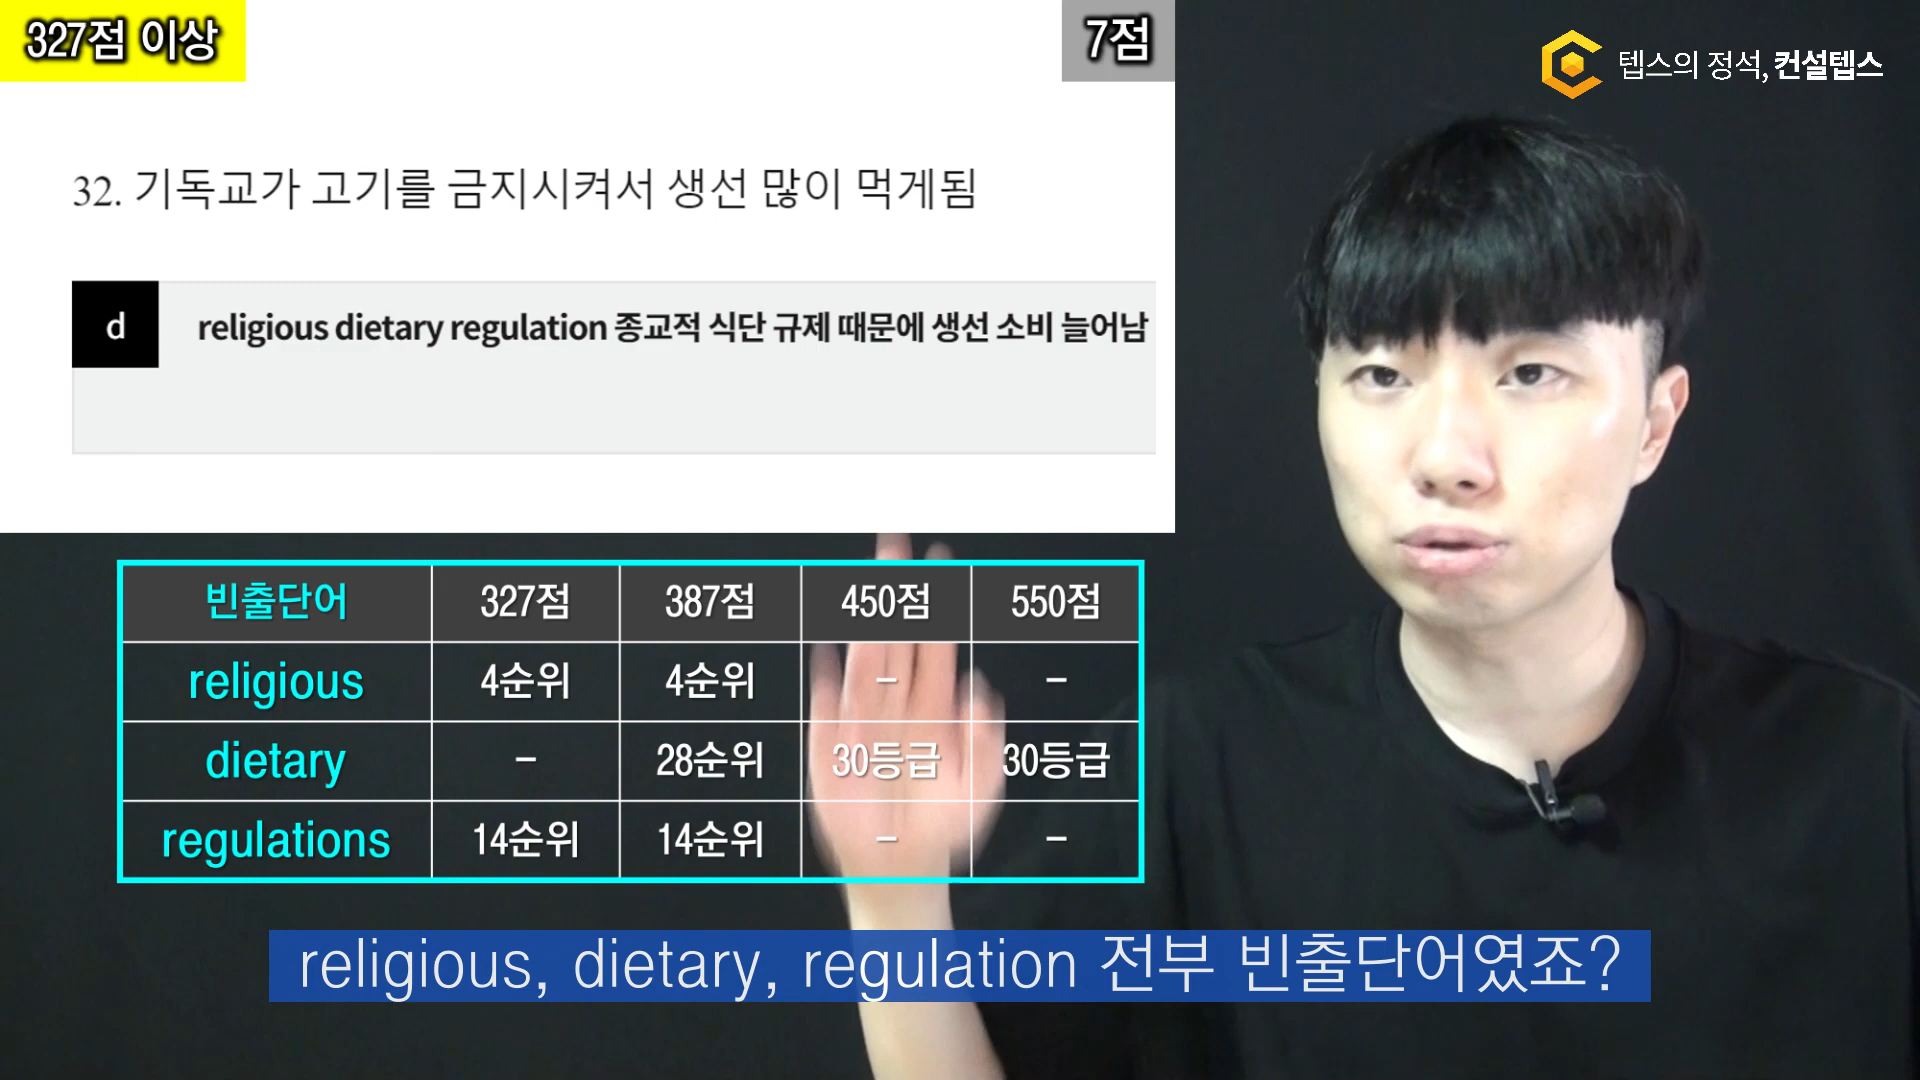 327점 이상
7점
텝스의 정석, 컨설텝스
32. 기독교가 고기를 금지시켜서 생선 많이 먹게됨
d religious dietary regulation 종교적 식단 규제 때문에 생선 소비 늘어남
빈출단어 327점 387점 450점 550점
religious 4순위 4순위 - -
dietary - 28순위 30등급 30등급
regulations 14순위 14순위 - -
religious, dietary, regulation 전부 빈출단어였죠?